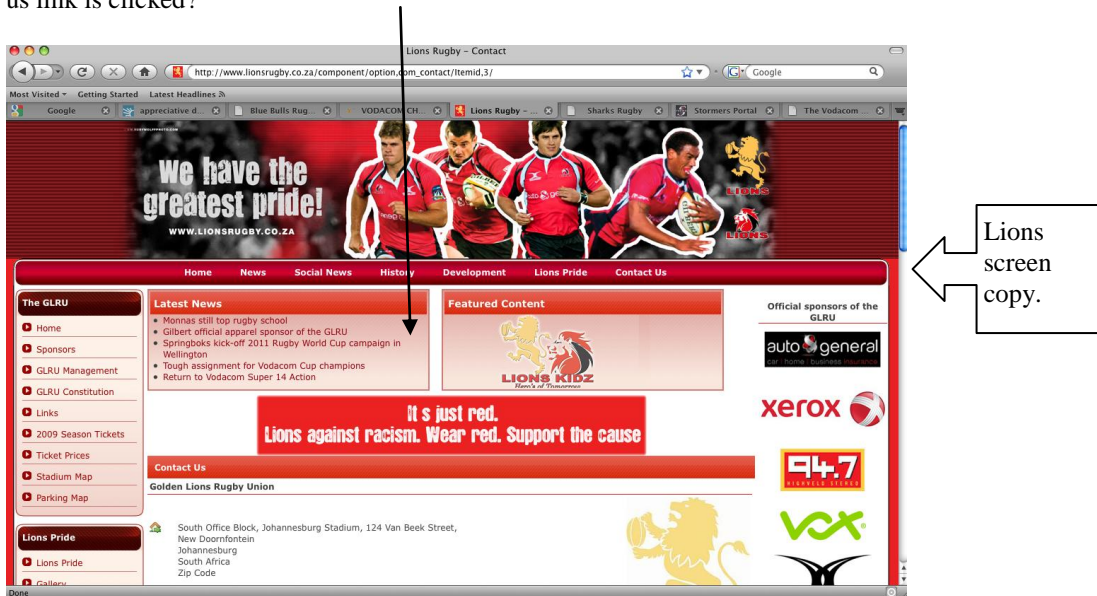 us link is clicked?
Lions Rugby – Contact
http://www.lionsrugby.co.za/component/option,com_contact/Itemid,3/
Google
Most Visited
Getting Started
Latest Headlines
Google
appreciative d...
Blue Bulls Rug...
VODACOM CH...
Lions Rugby – ...
Sharks Rugby
Stormers Portal
The Vodacom ...
We have the
greatest pride!
WWW.LIONSRUGBY.CO.ZA
LIONS
LIONS
Home News Social News History Development Lions Pride Contact Us
The GLRU
Home
Sponsors
GLRU Management
GLRU Constitution
Links
2009 Season Tickets
Ticket Prices
Stadium Map
Parking Map
Lions Pride
Lions Pride
Gallery
Latest News
Monnas still top rugby school
Gilbert official apparel sponsor of the GLRU
Springboks kick-off 2011 Rugby World Cup campaign in
Wellington
Tough assignment for Vodacom Cup champions
Return to Vodacom Super 14 Action
Featured Content
LIONS KIDZ
Hero's of Tomorrow
It s just red.
Lions against racism. Wear red. Support the cause
Contact Us
Golden Lions Rugby Union
South Office Block, Johannesburg Stadium, 124 Van Beek Street,
New Doornfontein
Johannesburg
South Africa
Zip Code
Official sponsors of the
GLRU
auto general
car | home | business insurance
xerox
94.7
HIGHVELD STEREO
vox
Done
Lions
screen
copy.